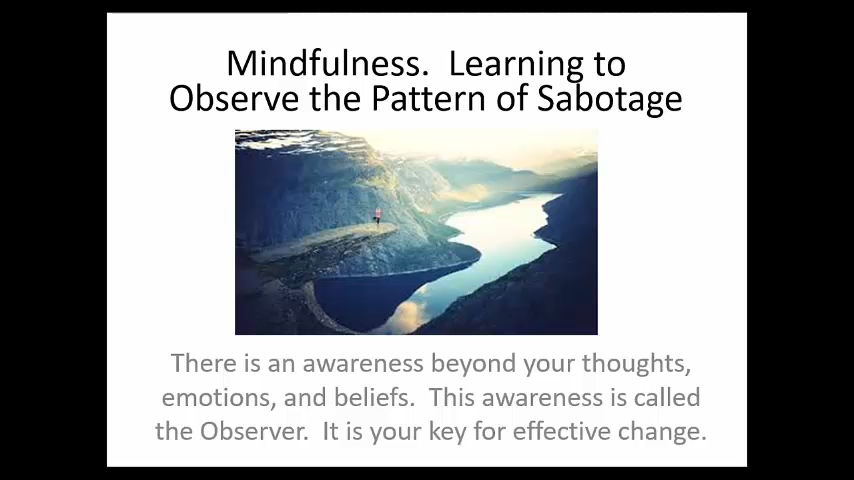 Mindfulness.  Learning to
Observe the Pattern of Sabotage
There is an awareness beyond your thoughts,
emotions, and beliefs.  This awareness is called
the Observer.  It is your key for effective change.